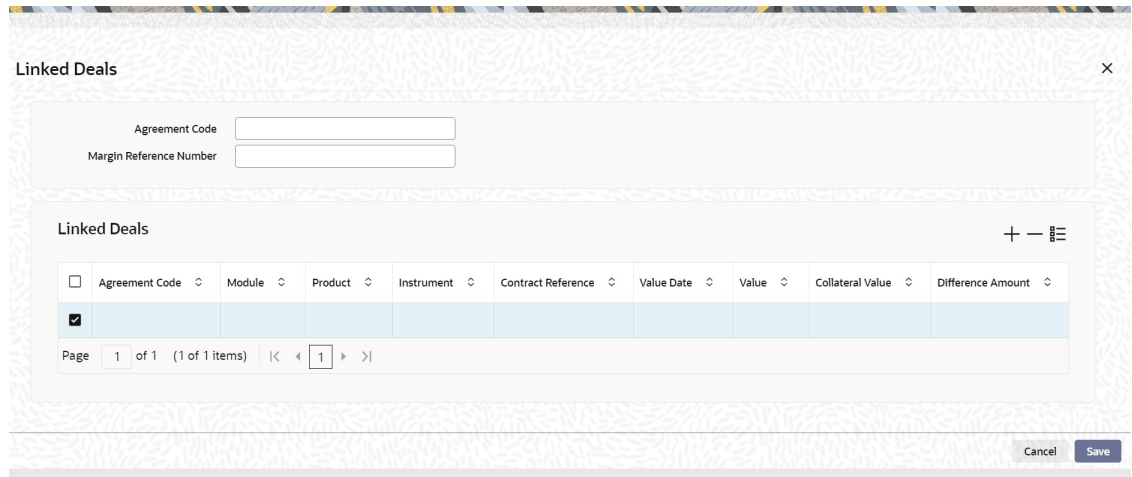 Linked Deals
Agreement Code
Margin Reference Number
Linked Deals
Agreement Code Module Product Instrument Contract Reference Value Date Value Collateral Value Difference Amount
Page 1 of 1 (1 of 1 items) 1
Cancel Save